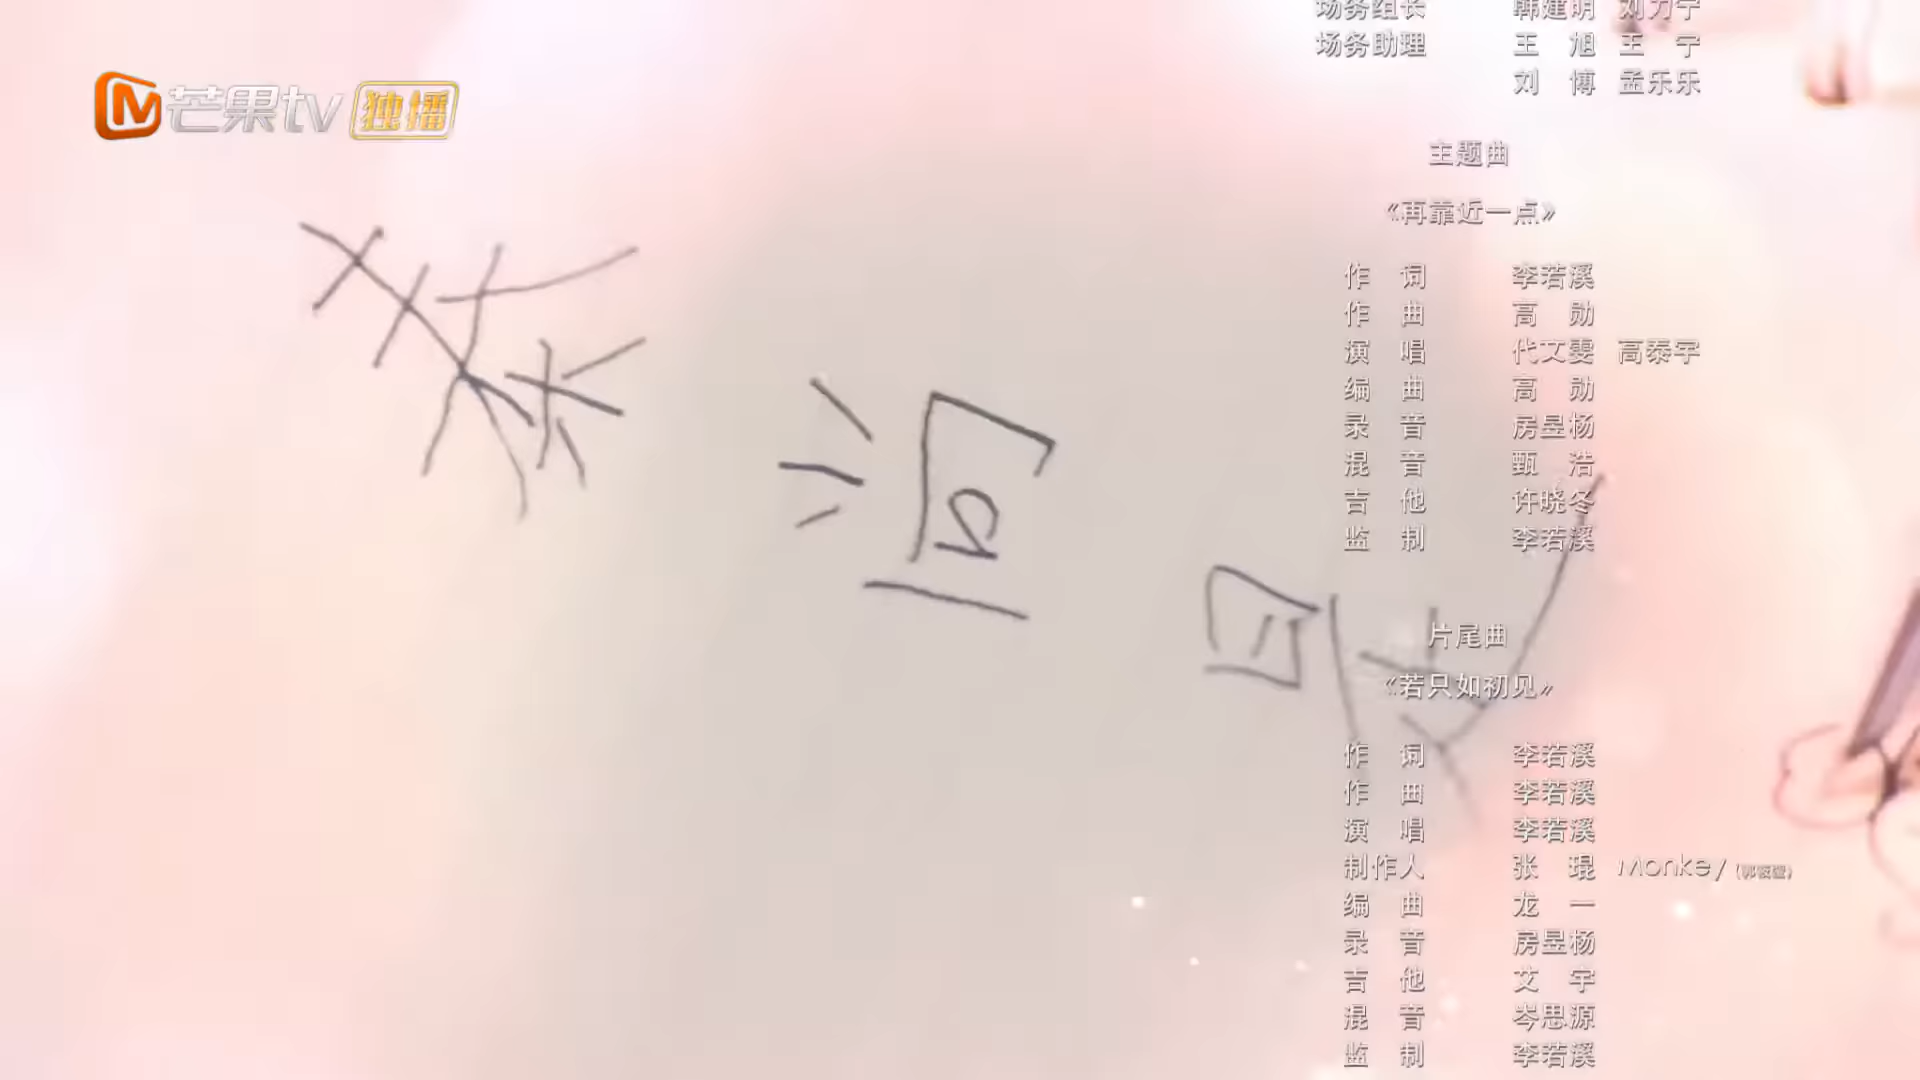 芒果tv 独播
场务组长 韩建明 刘力宁
场务助理 王旭 王宁
刘博 孟乐乐
主题曲
《再靠近一点》
作词 李若溪
作曲 高勋
演唱 代文雯 高泰宇
编曲 高勋
录音 房昱杨
混音 甄浩
吉他 许晓冬
监制 李若溪
片尾曲
《若只如初见》
作词 李若溪
作曲 李若溪
演唱 李若溪
制作人 张琨 Monkey
编曲 龙一
录音 房昱杨
吉他 艾宇
混音 岑思源
监制 李若溪